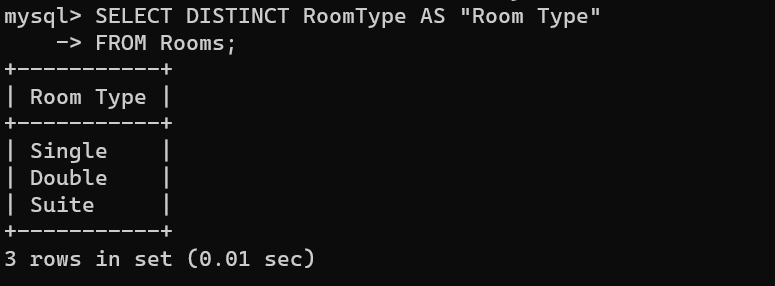 mysql> SELECT DISTINCT RoomType AS "Room Type"
    -> FROM Rooms;
+-----------+
| Room Type |
+-----------+
| Single    |
| Double    |
| Suite     |
+-----------+
3 rows in set (0.01 sec)